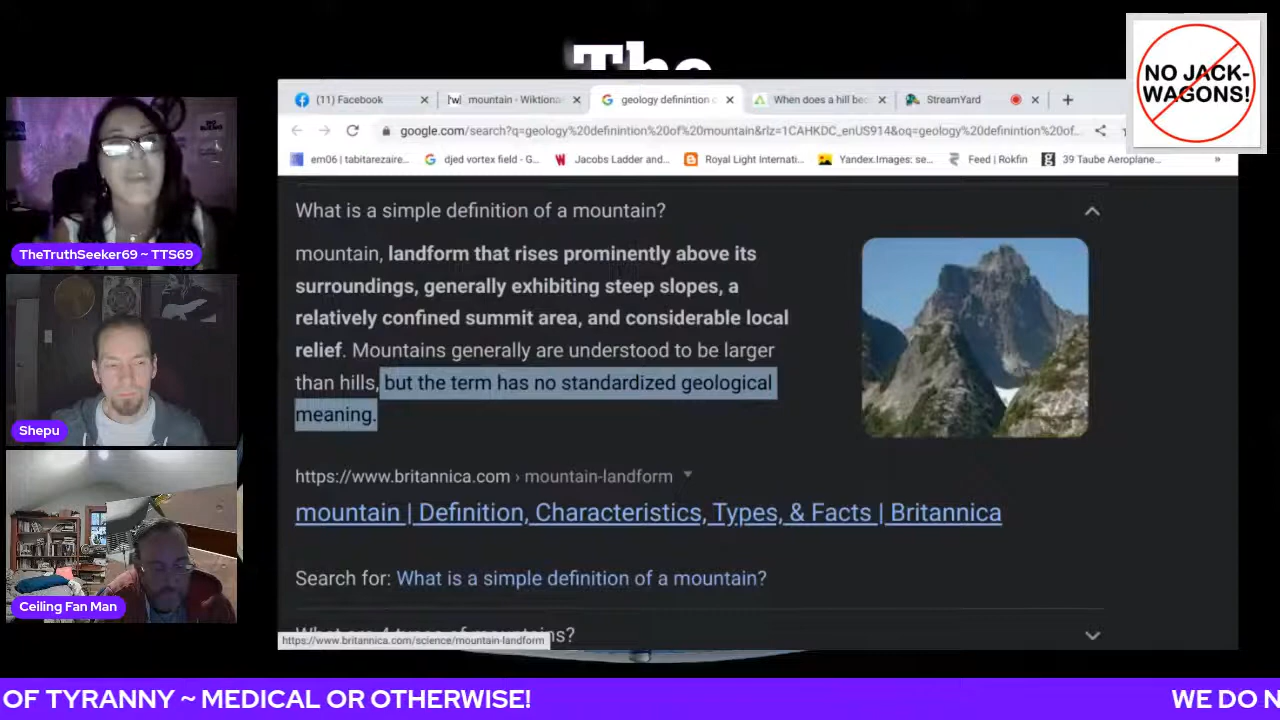 The
NO JACK-
WAGONS!
(11) Facebook
mountain - Wiktiona
geology definintion c
When does a hill bec
StreamYard
google.com/search?q=geology%20definintion%20of%20mountain&rlz=1CAHKDC_enUS914&oq=geology%20definintion%20of...
em06 | tabitarezaire...
djed vortex field - G...
Jacobs Ladder and...
Royal Light Internati...
Yandex.Images: se...
Feed | Rokfin
39 Taube Aeroplane...
»
What is a simple definition of a mountain?
mountain, landform that rises prominently above its
surroundings, generally exhibiting steep slopes, a
relatively confined summit area, and considerable local
relief. Mountains generally are understood to be larger
than hills, but the term has no standardized geological
meaning.
https://www.britannica.com › mountain-landform
mountain | Definition, Characteristics, Types, & Facts | Britannica
Search for: What is a simple definition of a mountain?
https://www.britannica.com/science/mountain-landform
TheTruthSeeker69 ~ TTS69
Shepu
Ceiling Fan Man
OF TYRANNY ~ MEDICAL OR OTHERWISE!
WE DO N